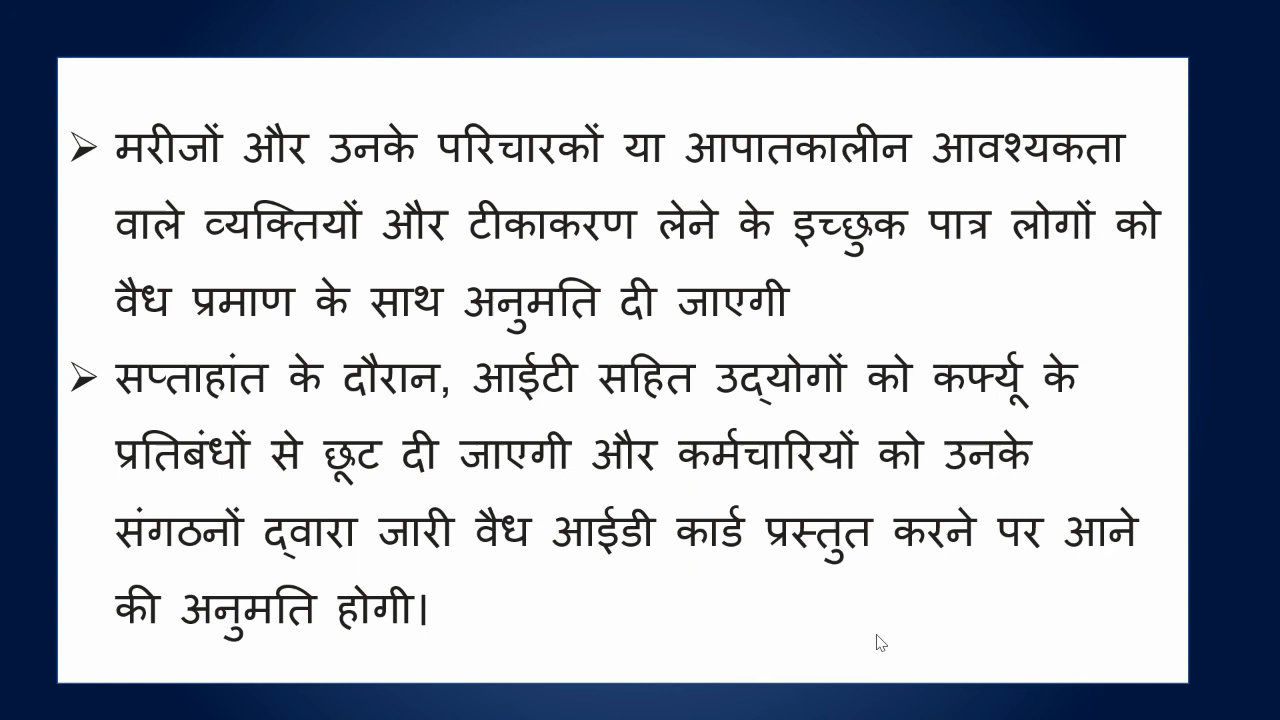 ➢ मरीजों और उनके परिचारकों या आपातकालीन आवश्यकता
वाले व्यक्तियों और टीकाकरण लेने के इच्छुक पात्र लोगों को
वैध प्रमाण के साथ अनुमति दी जाएगी
➢ सप्ताहांत के दौरान, आईटी सहित उद्योगों को कर्फ्यू के
प्रतिबंधों से छूट दी जाएगी और कर्मचारियों को उनके
संगठनों द्वारा जारी वैध आईडी कार्ड प्रस्तुत करने पर आने
की अनुमति होगी।